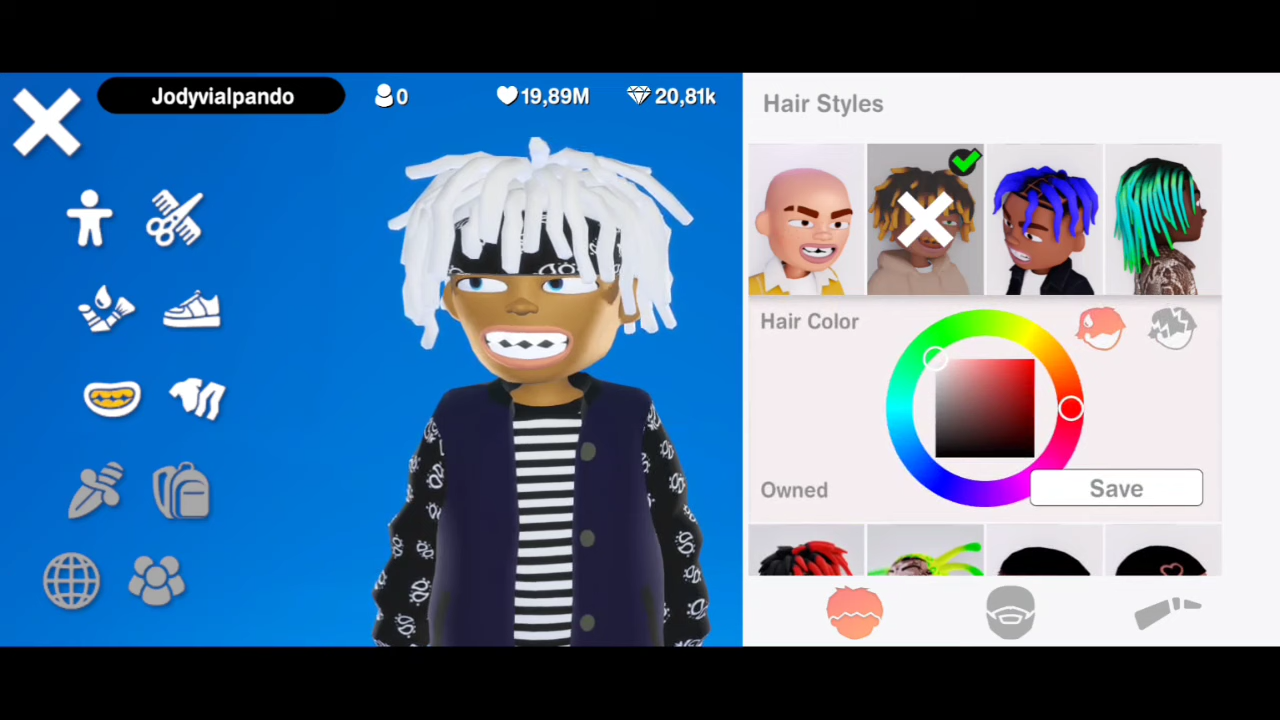 Jodyvialpando
0
19,89M
20,81k
Hair Styles
Hair Color
Owned
Save